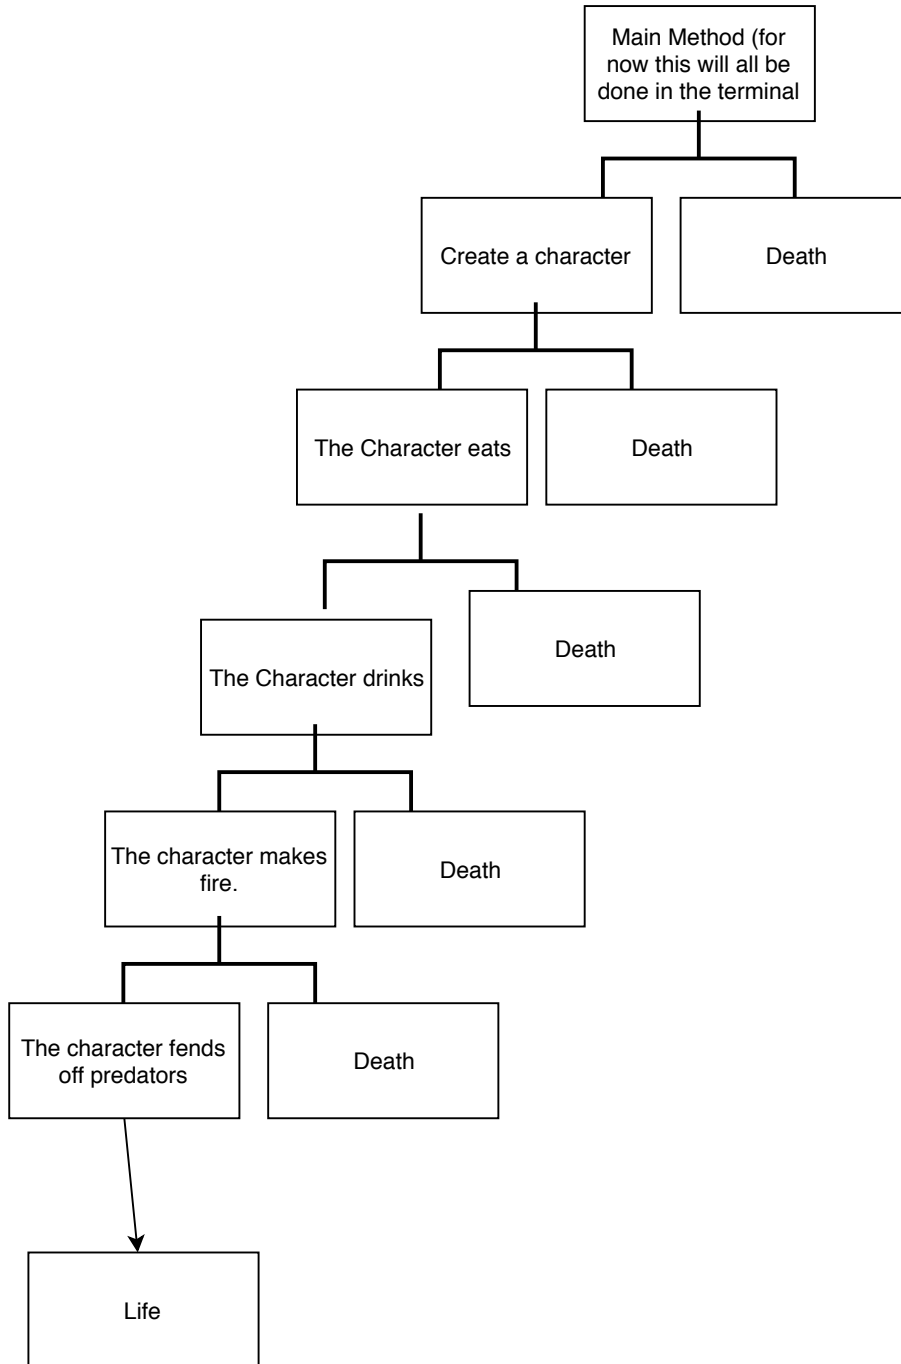 Main Method (for
now this will all be
done in the terminal
Create a character
Death
The Character eats
Death
The Character drinks
Death
The character makes
fire.
Death
The character fends
off predators
Death
Life